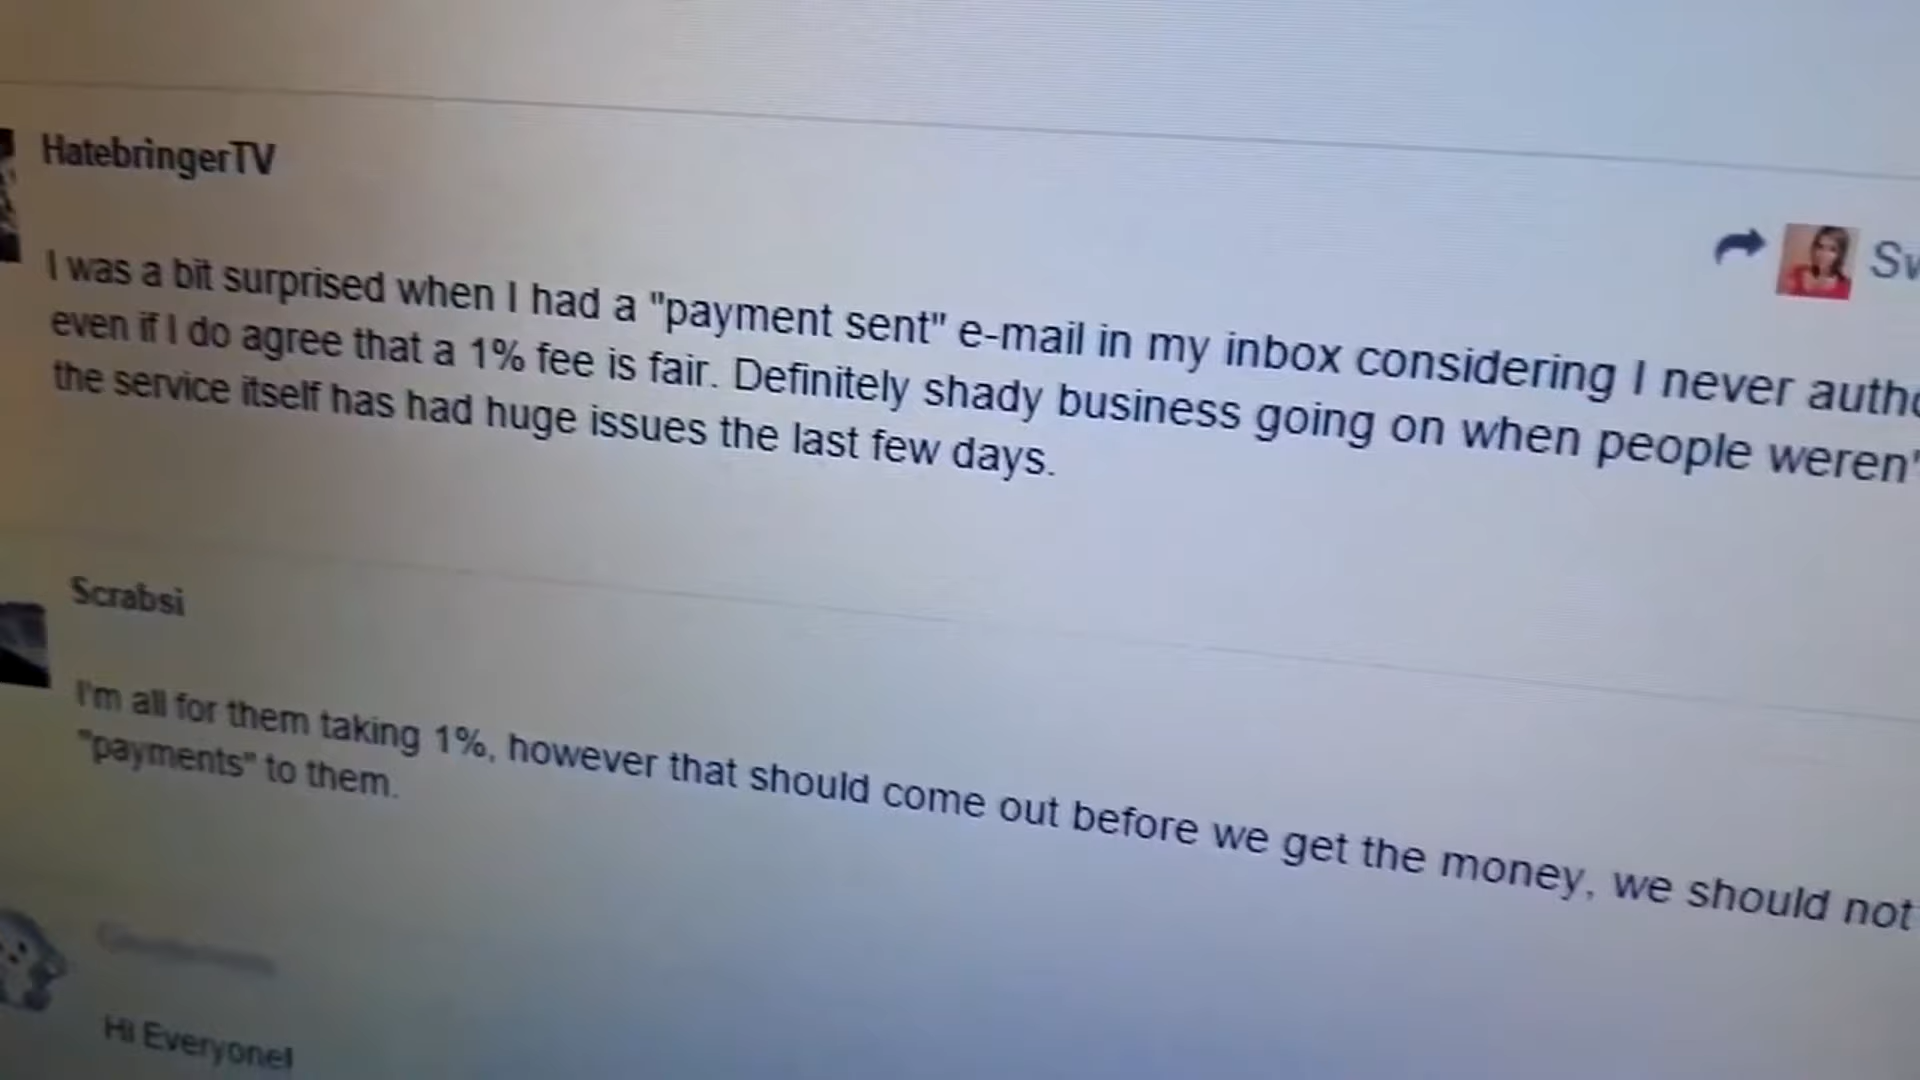 HatebringerTV
Sw
I was a bit surprised when I had a "payment sent" e-mail in my inbox considering I never autho
even if I do agree that a 1% fee is fair. Definitely shady business going on when people weren'
the service itself has had huge issues the last few days.
Scrabsi
I'm all for them taking 1%, however that should come out before we get the money, we should not
"payments" to them.
Hi Everyone!